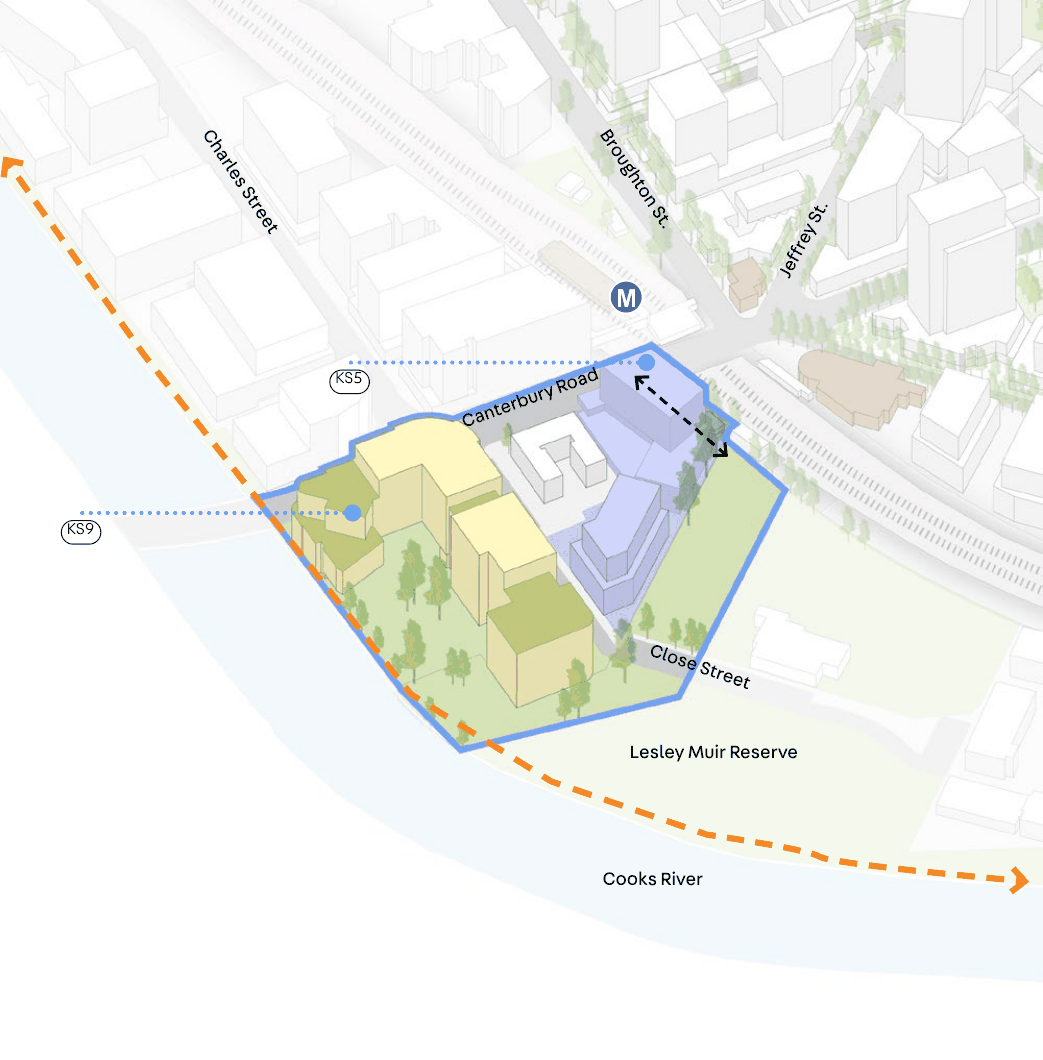 Charles Street
Broughton St.
Jeffrey St.
M
KS5
Canterbury Road
KS9
Close Street
Lesley Muir Reserve
Cooks River